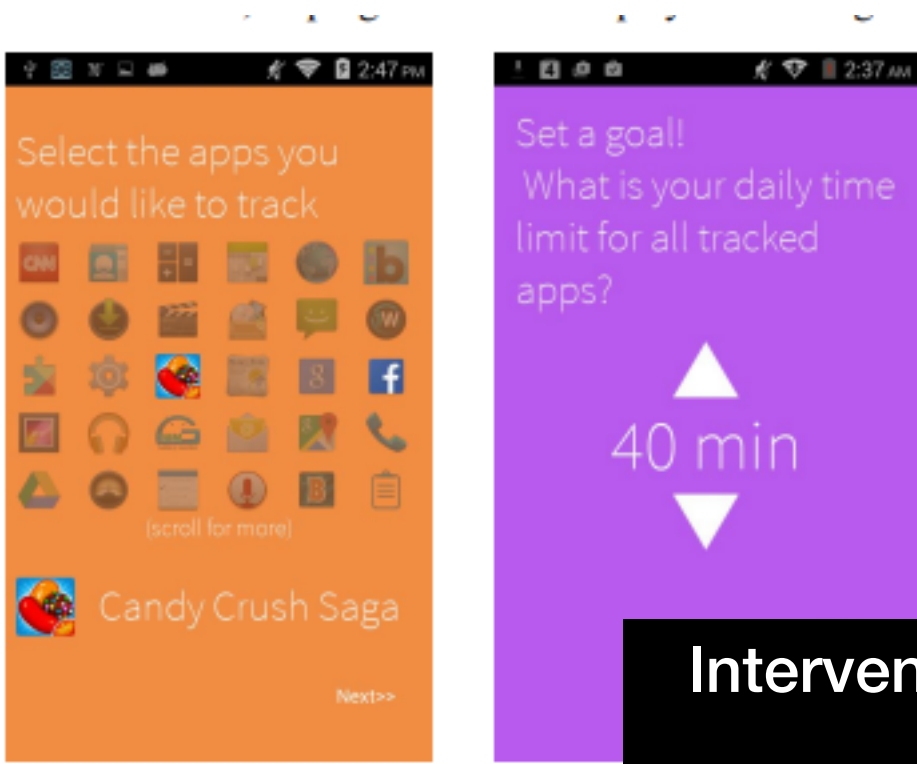 2:47 PM
Select the apps you
would like to track
CNN
(scroll for more)
Candy Crush Saga
Next>>
2:37 AM
Set a goal!
What is your daily time
limit for all tracked
apps?
40 min
Interven